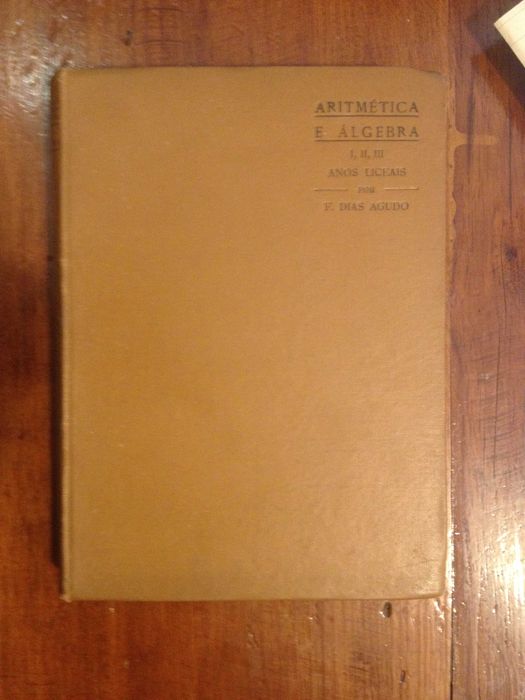 ARITMÉTICA
E ÁLGEBRA
I, II, III
ANOS LICEAIS
POR
F. DIAS AGUDO